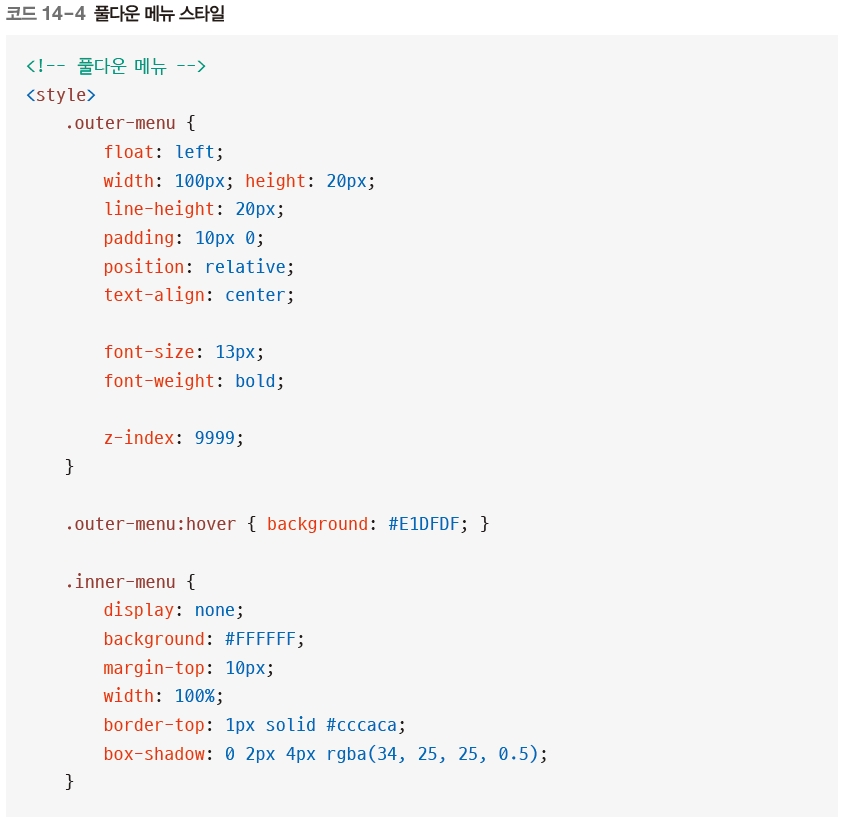 코드 14-4 풀다운 메뉴 스타일
<!-- 풀다운 메뉴 -->
<style>
    .outer-menu {
        float: left;
        width: 100px; height: 20px;
        line-height: 20px;
        padding: 10px 0;
        position: relative;
        text-align: center;

        font-size: 13px;
        font-weight: bold;

        z-index: 9999;
    }

    .outer-menu:hover { background: #E1DFDF; }

    .inner-menu {
        display: none;
        background: #FFFFFF;
        margin-top: 10px;
        width: 100%;
        border-top: 1px solid #cccaca;
        box-shadow: 0 2px 4px rgba(34, 25, 25, 0.5);
    }